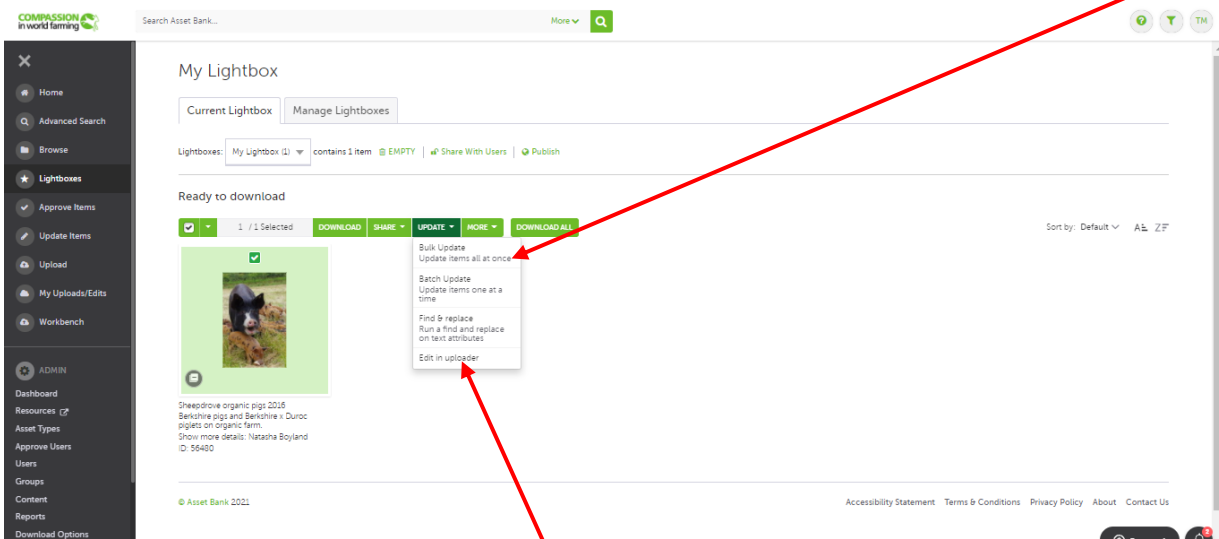 COMPASSION
in world farming
Search Asset Bank...
More
TM
Home
Advanced Search
Browse
Lightboxes
Approve Items
Update Items
Upload
My Uploads/Edits
Workbench
ADMIN
Dashboard
Resources
Asset Types
Approve Users
Users
Groups
Content
Reports
Download Options
My Lightbox
Current Lightbox
Manage Lightboxes
Lightboxes: My Lightbox (1) contains 1 item EMPTY | Share With Users | Publish
Ready to download
1 / 1 Selected
DOWNLOAD
SHARE
UPDATE
MORE
DOWNLOAD ALL
Sort by: Default
Bulk Update
Update items all at once
Batch Update
Update items one at a
time
Find & replace
Run a find and replace
on text attributes
Edit in uploader
Sheepdrove organic pigs 2016
Berkshire pigs and Berkshire x Duroc
piglets on organic farm.
Show more details: Natasha Boyland
ID: 56480
© Asset Bank 2021
Accessibility Statement Terms & Conditions Privacy Policy About Contact Us